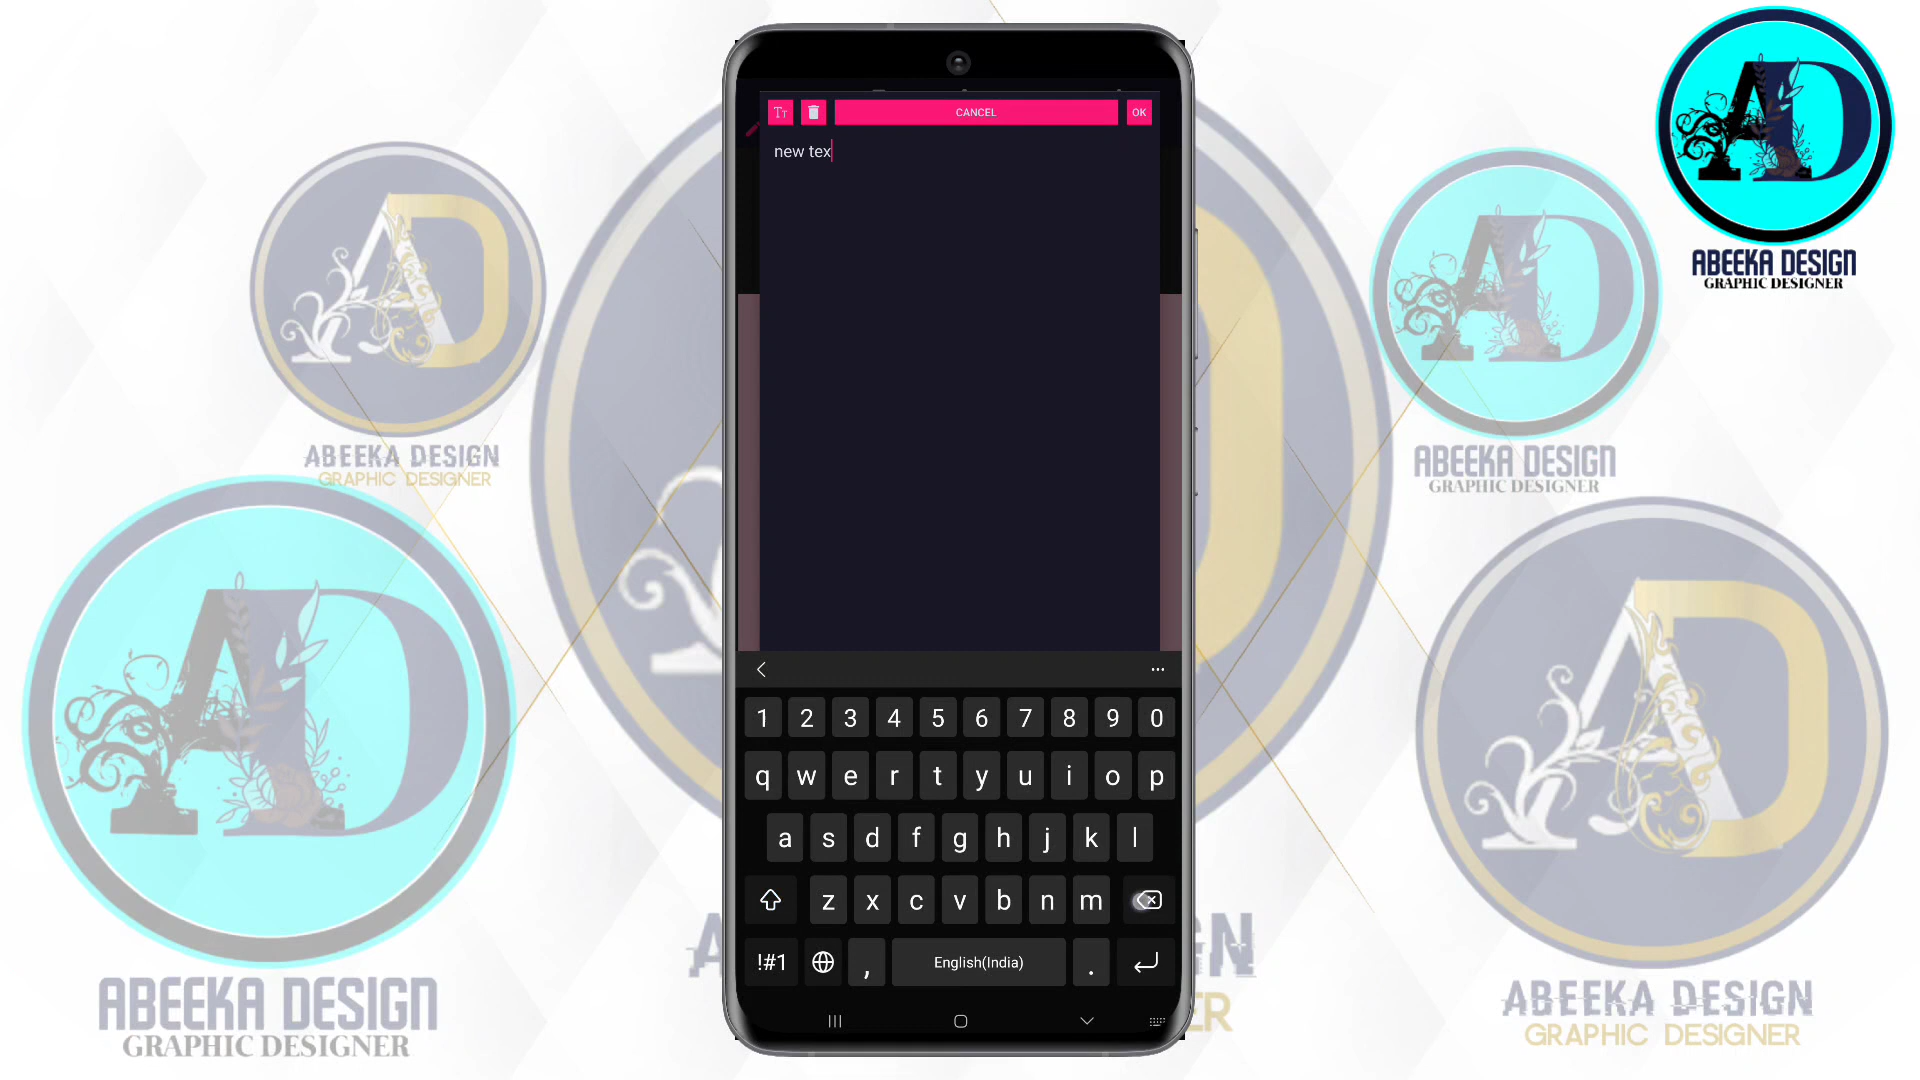 ABEEKA DESIGN
GRAPHIC DESIGNER
Tт
CANCEL
OK
new tex
ABEEKA DESIGN
GRAPHIC DESIGNER
ABEEKA DESIGN
GRAPHIC DESIGNER
1 2 3 4 5 6 7 8 9 0
q w e r t y u i o p
a s d f g h j k l
z x c v b n m
!#1 , English(India) .
ABEEKA DESIGN
GRAPHIC DESIGNER
ABEEKA DESIGN
GRAPHIC DESIGNER